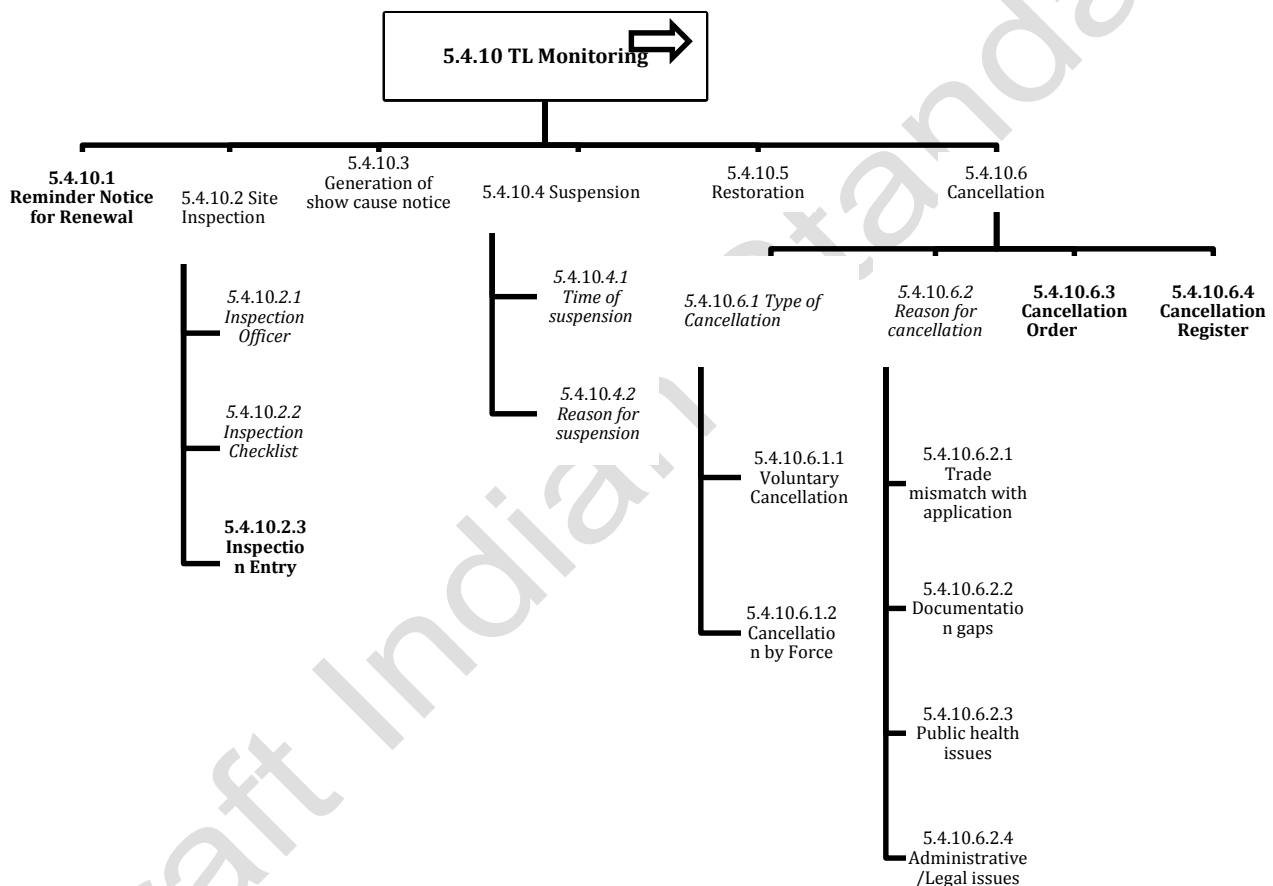 5.4.10 TL Monitoring
5.4.10.1
Reminder Notice
for Renewal
5.4.10.2 Site
Inspection
5.4.10.3
Generation of
show cause notice
5.4.10.4 Suspension
5.4.10.5
Restoration
5.4.10.6
Cancellation
5.4.10.2.1
Inspection
Officer
5.4.10.2.2
Inspection
Checklist
5.4.10.2.3
Inspectio
n Entry
5.4.10.4.1
Time of
suspension
5.4.10.4.2
Reason for
suspension
5.4.10.6.1 Type of
Cancellation
5.4.10.6.2
Reason for
cancellation
5.4.10.6.3
Cancellation
Order
5.4.10.6.4
Cancellation
Register
5.4.10.6.1.1
Voluntary
Cancellation
5.4.10.6.1.2
Cancellatio
n by Force
5.4.10.6.2.1
Trade
mismatch with
application
5.4.10.6.2.2
Documentatio
n gaps
5.4.10.6.2.3
Public health
issues
5.4.10.6.2.4
Administrative
/Legal issues